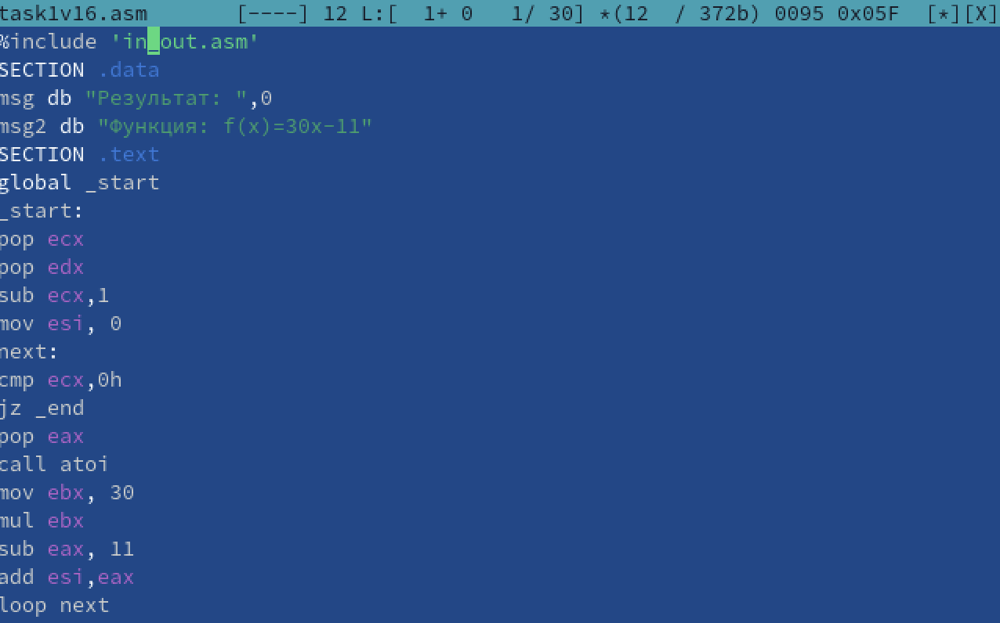 task1v16.asm [----] 12 L:[ 1+ 0 1/ 30] *(12 / 372b) 0095 0x05F [*][X]
%include 'in_out.asm'
SECTION .data
msg db "Результат: ",0
msg2 db "Функция: f(x)=30x-11"
SECTION .text
global _start
_start:
pop ecx
pop edx
sub ecx,1
mov esi, 0
next:
cmp ecx,0h
jz _end
pop eax
call atoi
mov ebx, 30
mul ebx
sub eax, 11
add esi,eax
loop next